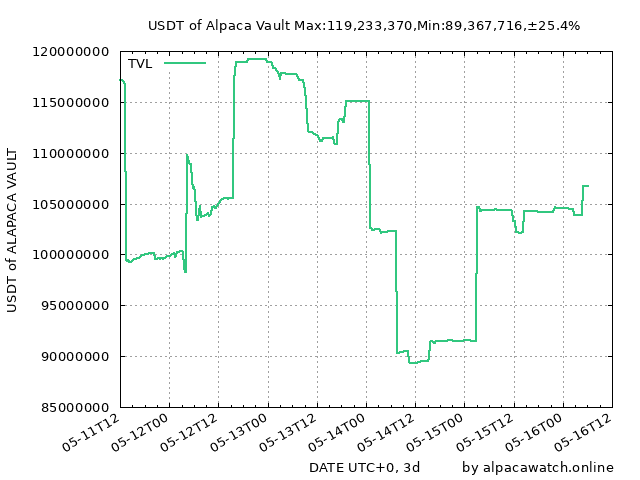 USDT of Alpaca Vault Max:119,233,370,Min:89,367,716,±25.4%
TVL
USDT of ALAPACA VAULT
120000000
115000000
110000000
105000000
100000000
95000000
90000000
85000000
05-11T12
05-12T00
05-12T12
05-13T00
05-13T12
05-14T00
05-14T12
05-15T00
05-15T12
05-16T00
05-16T12
DATE UTC+0, 3d
by alpacawatch.online